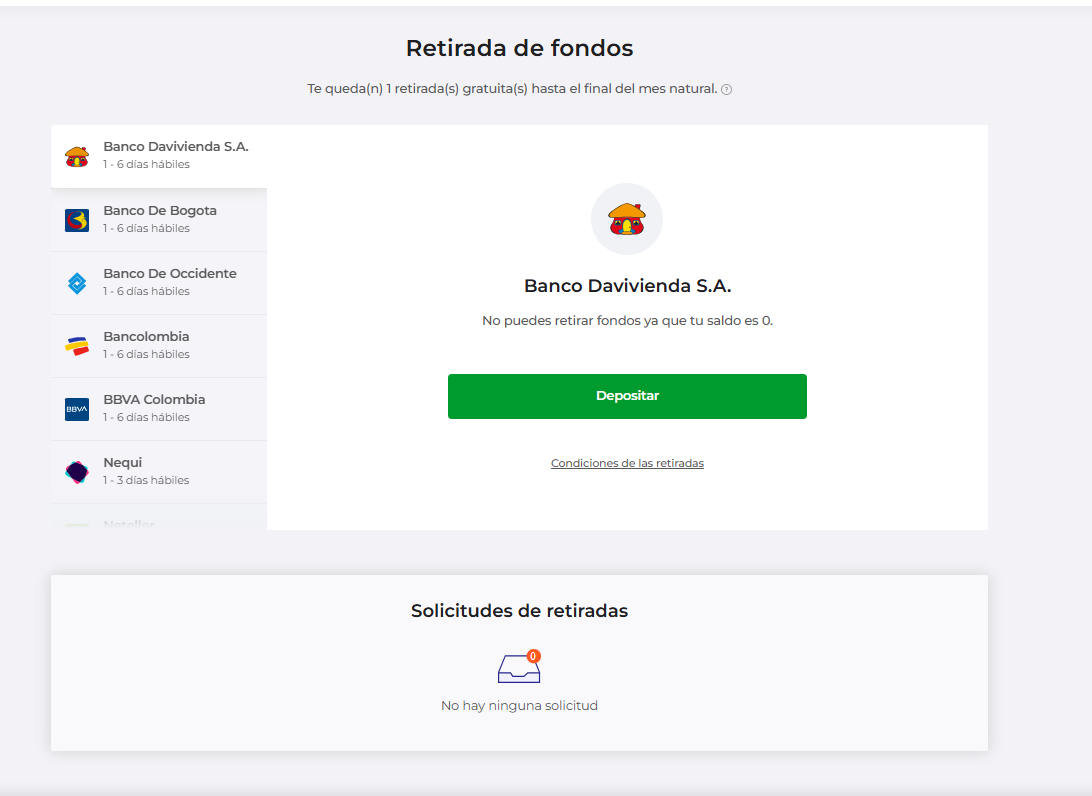 Retirada de fondos
Te queda(n) 1 retirada(s) gratuita(s) hasta el final del mes natural. ?
Banco Davivienda S.A.
1 - 6 días hábiles
Banco De Bogota
1 - 6 días hábiles
Banco De Occidente
1 - 6 días hábiles
Bancolombia
1 - 6 días hábiles
BBVA
BBVA Colombia
1 - 6 días hábiles
Nequi
1 - 3 días hábiles
Neteller
Banco Davivienda S.A.
No puedes retirar fondos ya que tu saldo es 0.
Depositar
Condiciones de las retiradas
Solicitudes de retiradas
0
No hay ninguna solicitud